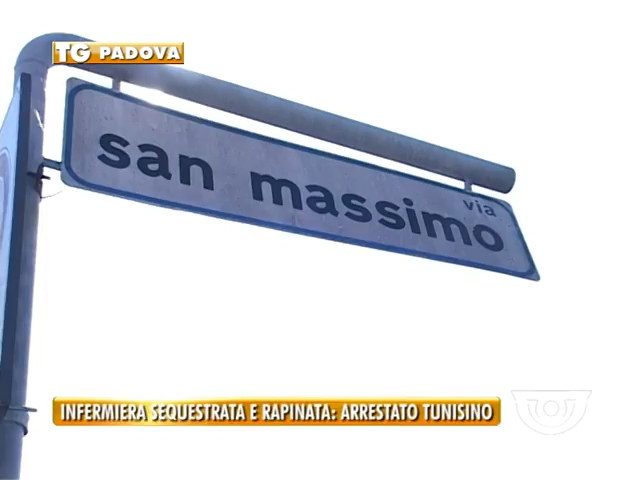 TG PADOVA
via
san massimo
INFERMIERA SEQUESTRATA E RAPINATA: ARRESTATO TUNISINO